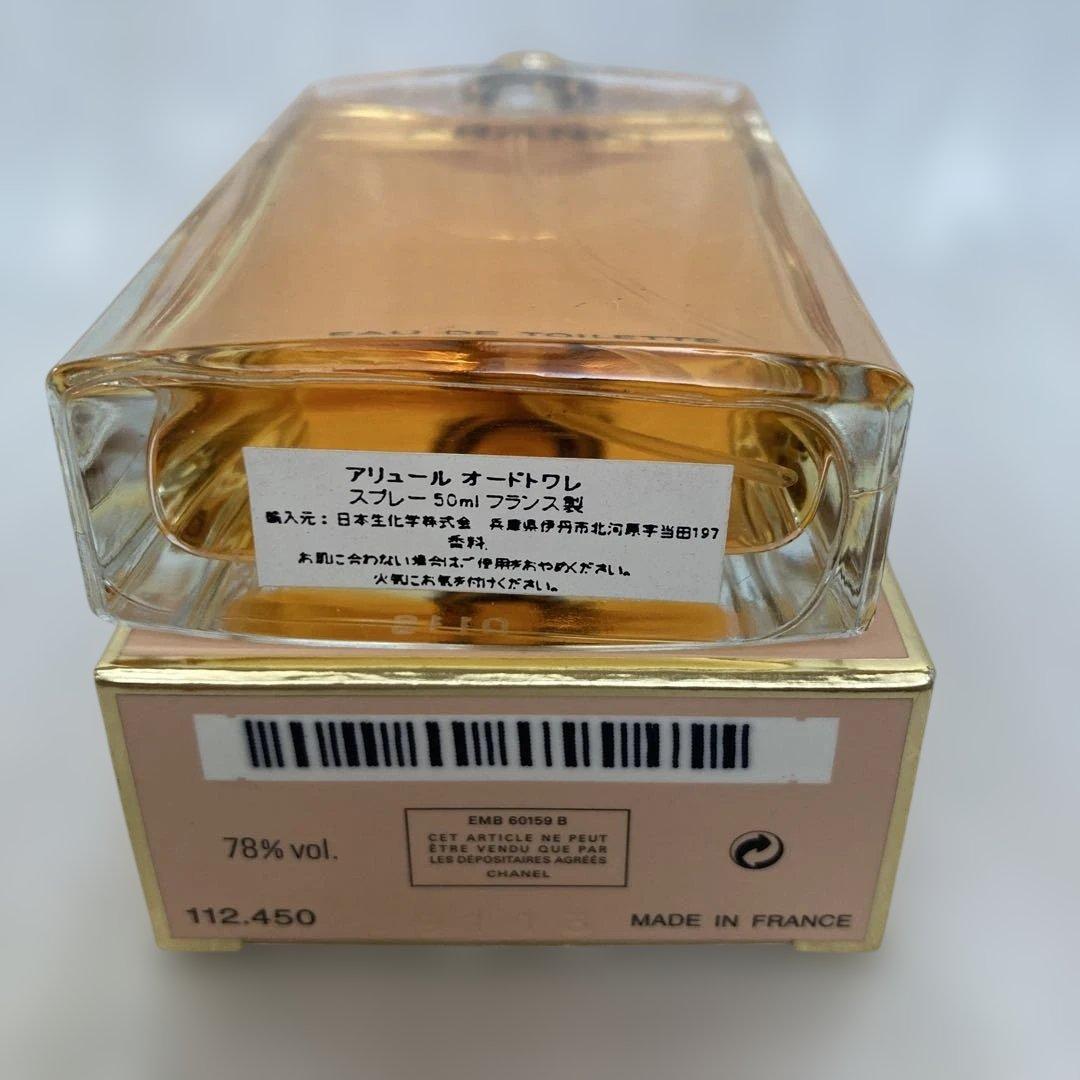 EAU DE TOILETTE
アリュール オードトワレ
スプレー 50ml フランス製
輸入元：日本生化学株式会 兵庫県伊丹市北河原字当田197
香料.
お肌に合わない場合はご使用をおやめください。
火気にお気を付けください。
78% vol.
EMB 60159 B
CET ARTICLE NE PEUT
ÊTRE VENDU QUE PAR
LES DÉPOSITAIRES AGRÉÉS
CHANEL
112.450
MADE IN FRANCE